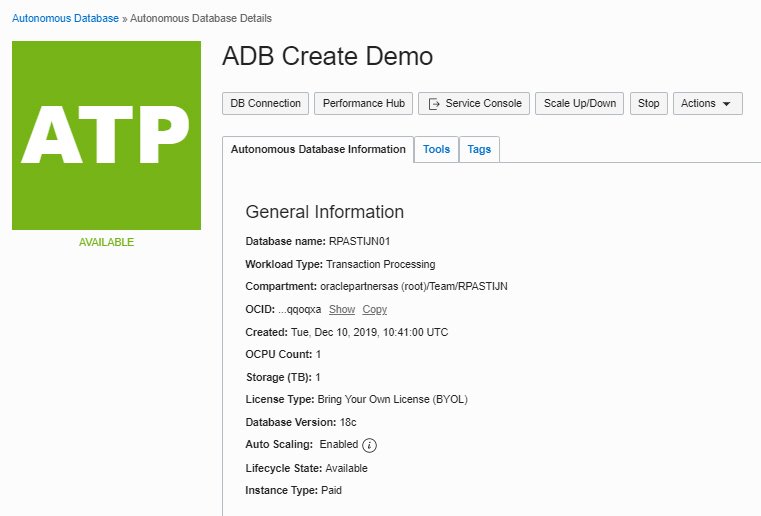 Autonomous Database » Autonomous Database Details
ATP
AVAILABLE
ADB Create Demo
DB Connection Performance Hub Service Console Scale Up/Down Stop Actions
Autonomous Database Information Tools Tags
General Information
Database name: RPASTIJN01
Workload Type: Transaction Processing
Compartment: oraclepartnersas (root)/Team/RPASTIJN
OCID: ...qqoqxa Show Copy
Created: Tue, Dec 10, 2019, 10:41:00 UTC
OCPU Count: 1
Storage (TB): 1
License Type: Bring Your Own License (BYOL)
Database Version: 18c
Auto Scaling: Enabled i
Lifecycle State: Available
Instance Type: Paid